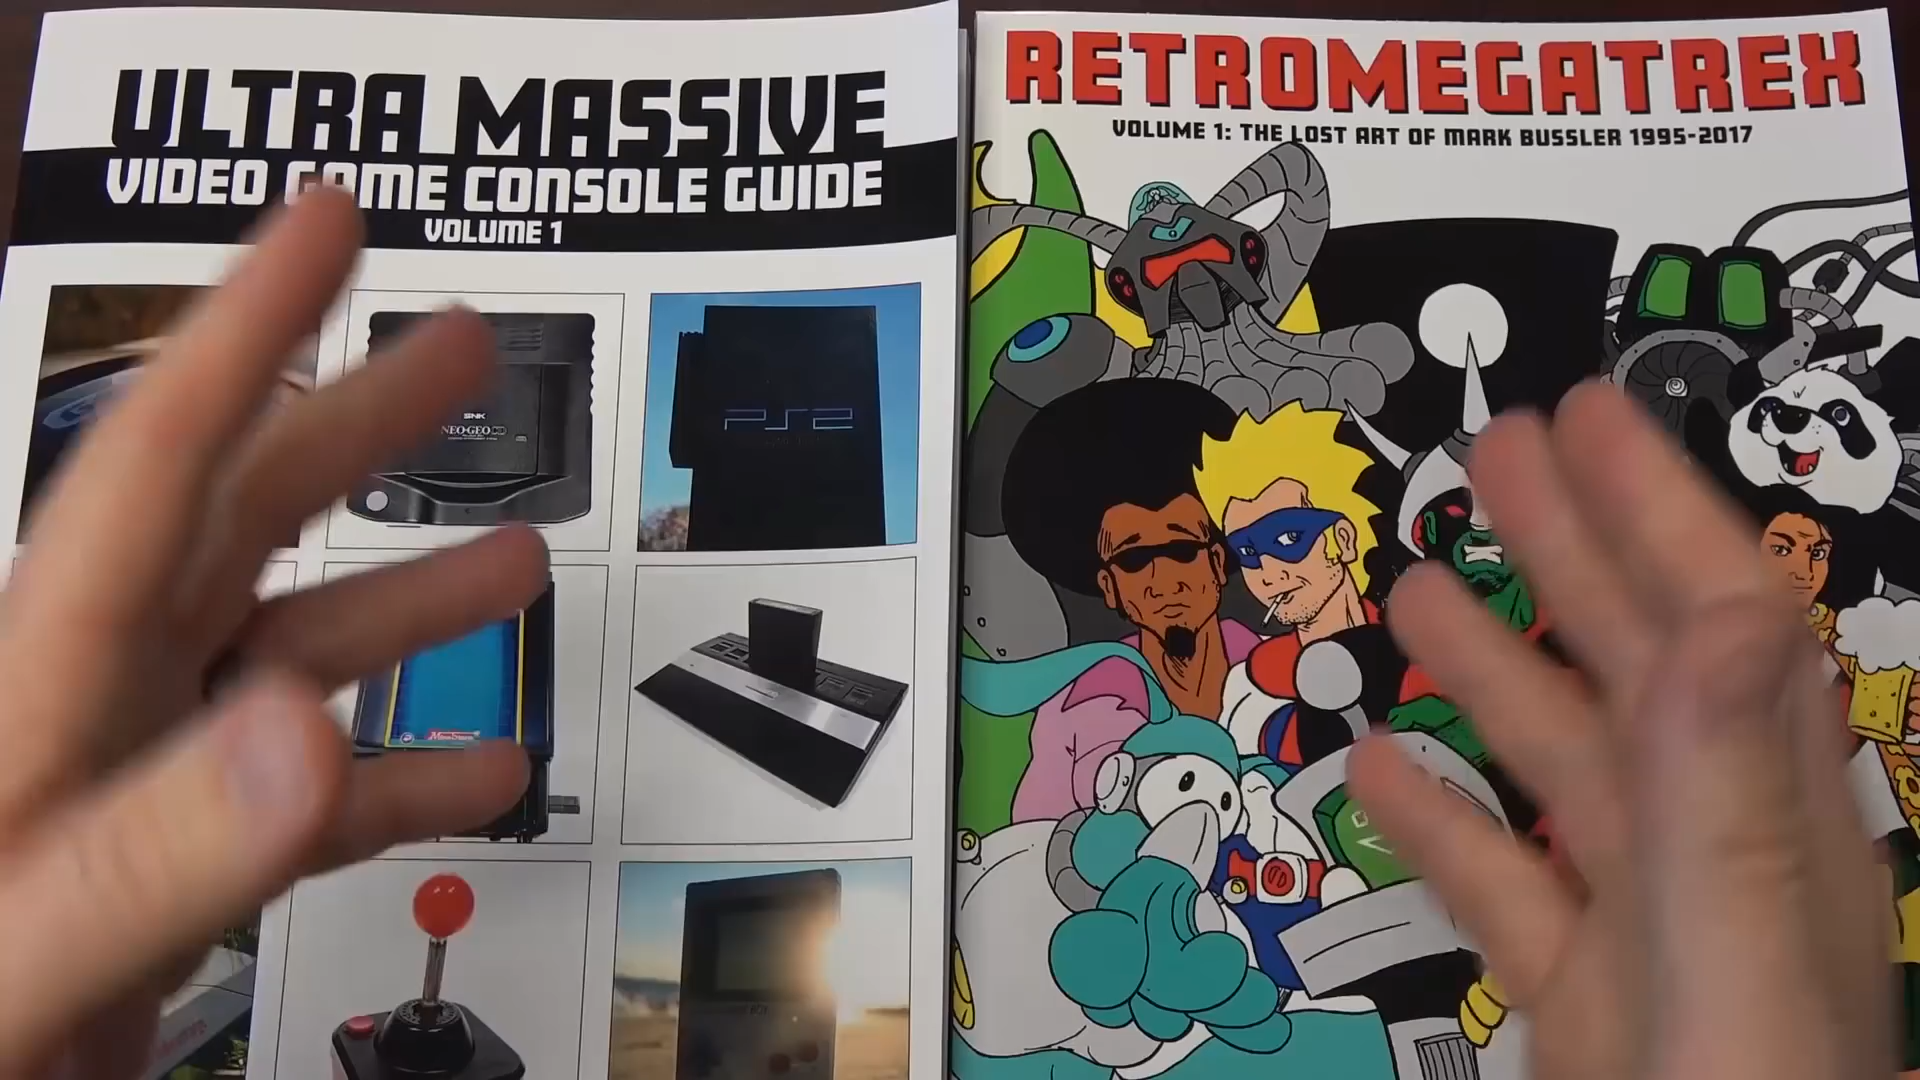 ULTRA MASSIVE
VIDEO GAME CONSOLE GUIDE
VOLUME 1
SNK
NEO·GEO CD
PS2
RETROMEGATREX
VOLUME 1: THE LOST ART OF MARK BUSSLER 1995-2017